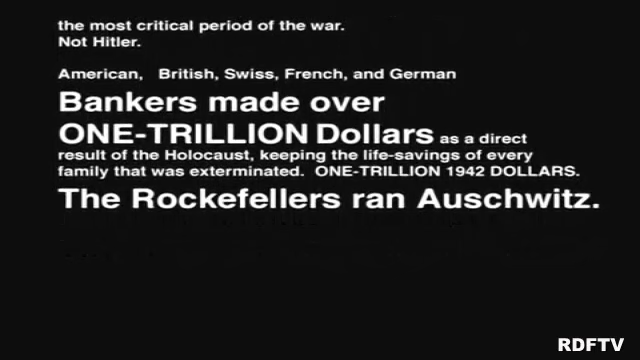 the most critical period of the war.
Not Hitler.
American, British, Swiss, French, and German
Bankers made over
ONE-TRILLION Dollars as a direct
result of the Holocaust, keeping the life-savings of every
family that was exterminated. ONE-TRILLION 1942 DOLLARS.
The Rockefellers ran Auschwitz.
RDFTV